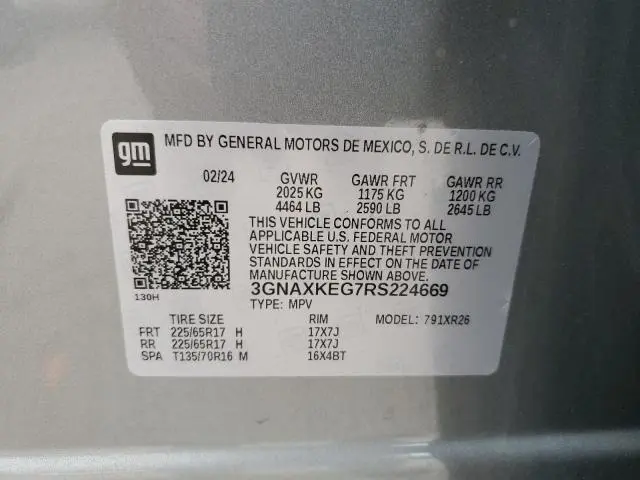 gm
MFD BY GENERAL MOTORS DE MEXICO, S. DE R.L. DE C.V.
02/24 GVWR GAWR FRT GAWR RR
2025 KG 1175 KG 1200 KG
4464 LB 2590 LB 2645 LB
THIS VEHICLE CONFORMS TO ALL
APPLICABLE U.S. FEDERAL MOTOR
VEHICLE SAFETY AND THEFT PREVENTION
STANDARDS IN EFFECT ON THE DATE OF
MANUFACTURE SHOWN ABOVE.
130H 3GNAXKEG7RS224669
TYPE: MPV
TIRE SIZE RIM MODEL: 791XR26
FRT 225/65R17 H 17X7J
RR 225/65R17 H 17X7J
SPA T135/70R16 M 16X4BT